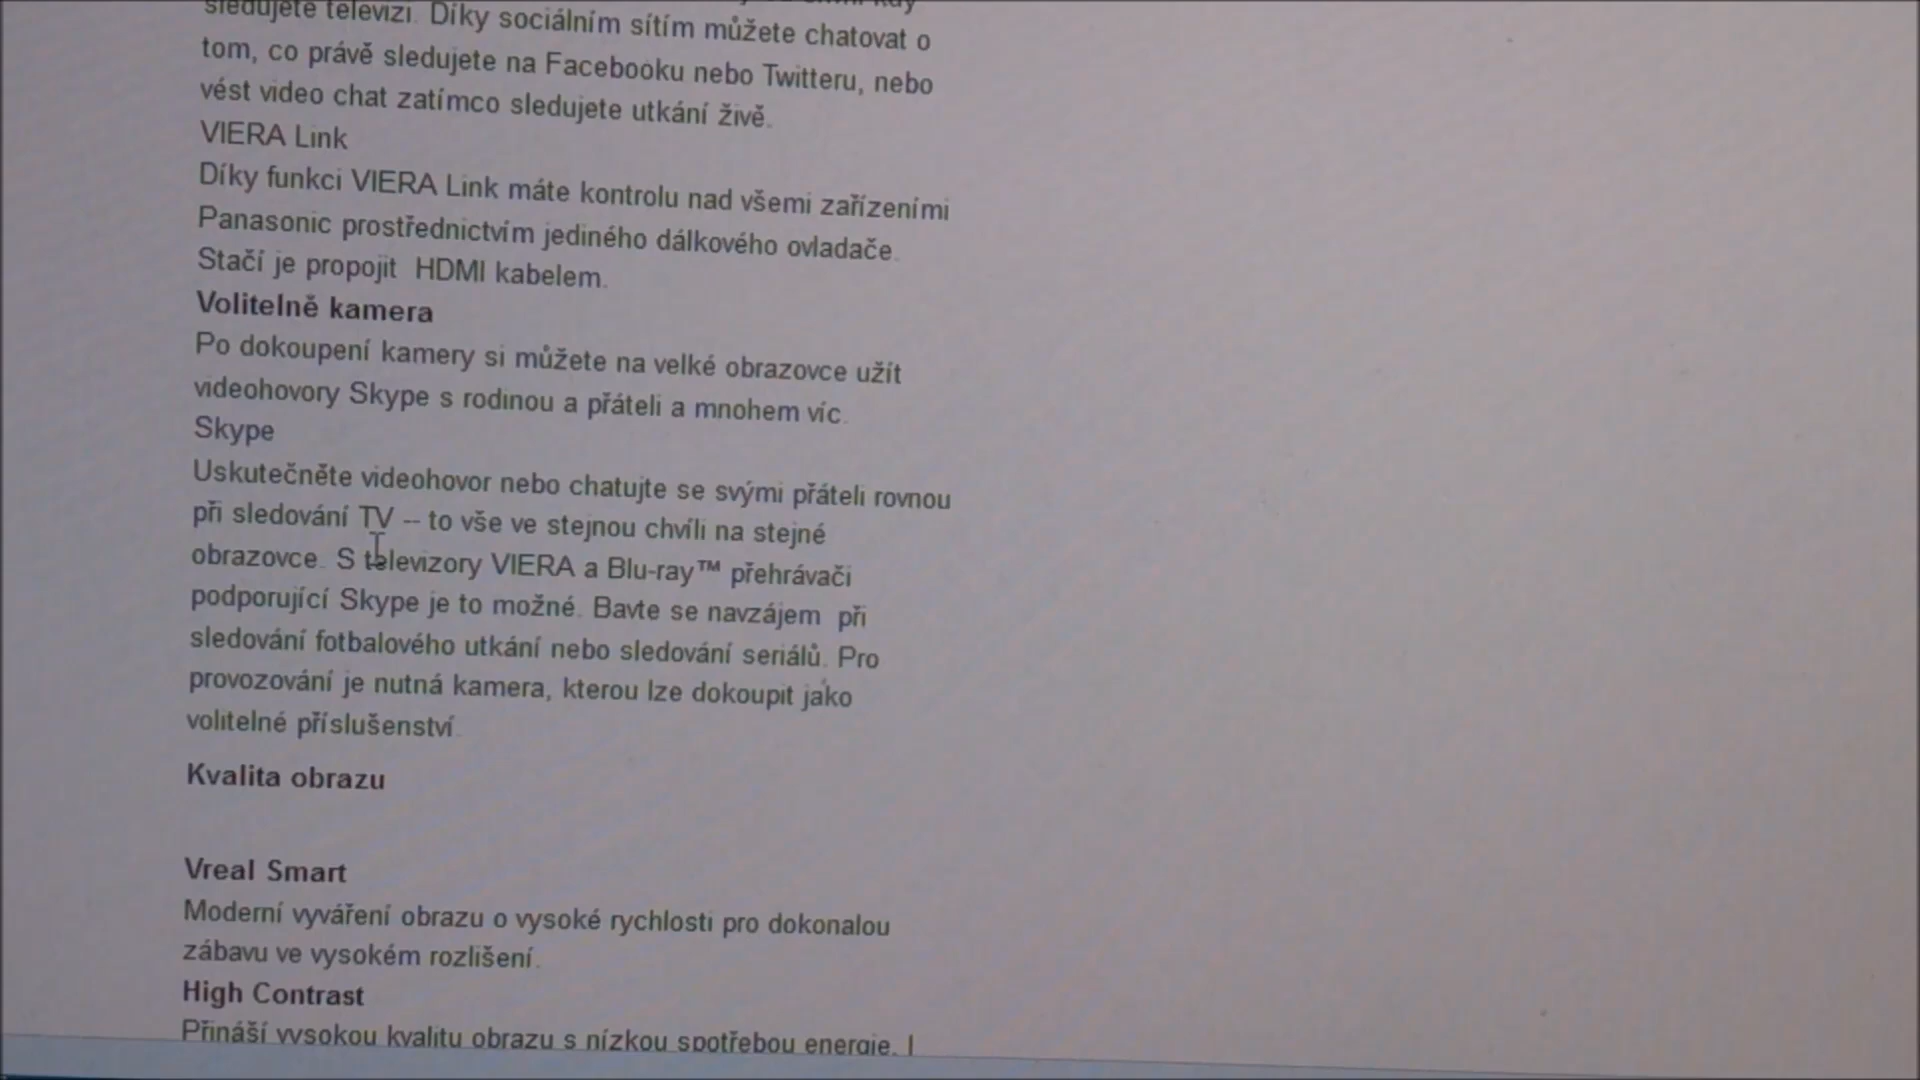 sledujete televizi. Díky sociálním sítím můžete chatovat o
tom, co právě sledujete na Facebooku nebo Twitteru, nebo
vést video chat zatímco sledujete utkání živě.
VIERA Link
Díky funkci VIERA Link máte kontrolu nad všemi zařízeními
Panasonic prostřednictvím jediného dálkového ovladače.
Stačí je propojit HDMI kabelem.
Volitelně kamera
Po dokoupení kamery si můžete na velké obrazovce užít
videohovory Skype s rodinou a přáteli a mnohem víc.
Skype
Uskutečněte videohovor nebo chatujte se svými přáteli rovnou
při sledování TV -- to vše ve stejnou chvíli na stejné
obrazovce. S televizory VIERA a Blu-ray™ přehrávači
podporující Skype je to možné. Bavte se navzájem při
sledování fotbalového utkání nebo sledování seriálů. Pro
provozování je nutná kamera, kterou lze dokoupit jako
volitelné příslušenství.
Kvalita obrazu
Vreal Smart
Moderní vyváření obrazu o vysoké rychlosti pro dokonalou
zábavu ve vysokém rozlišení.
High Contrast
Přináší vysokou kvalitu obrazu s nízkou spotřebou energie. I